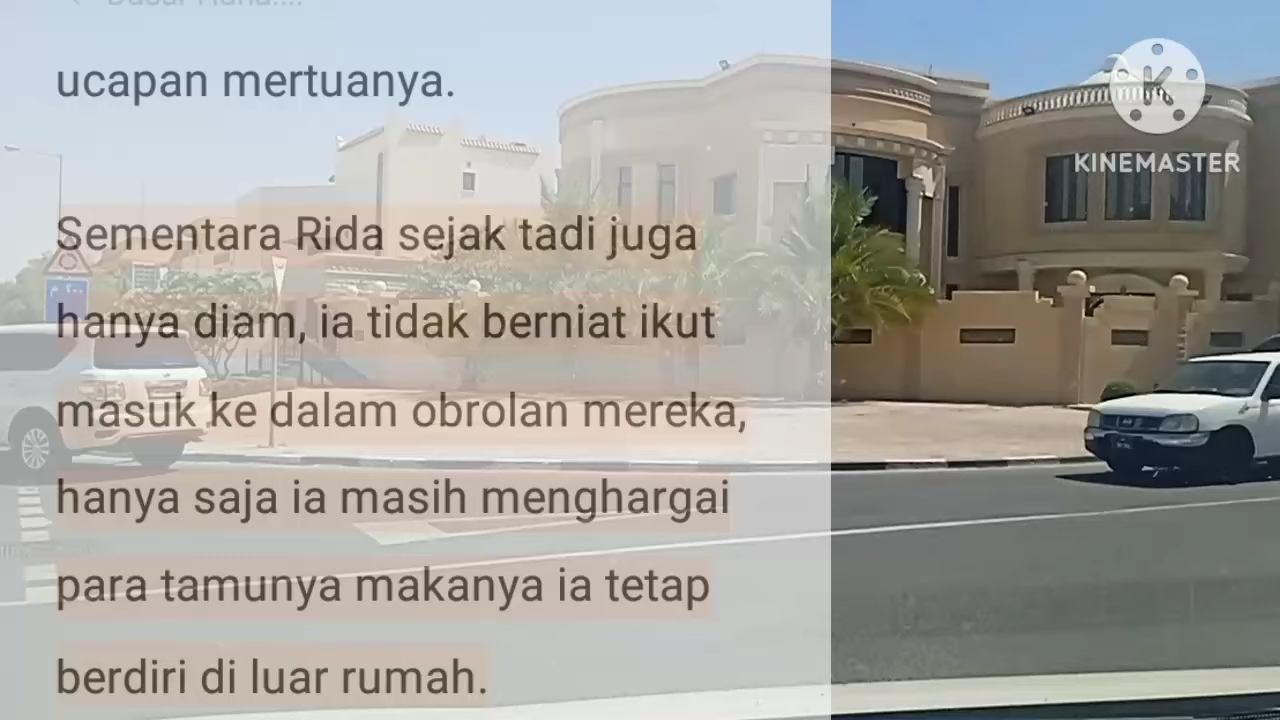 ucapan mertuanya.
Sementara Rida sejak tadi juga
hanya diam, ia tidak berniat ikut
masuk ke dalam obrolan mereka,
hanya saja ia masih menghargai
para tamunya makanya ia tetap
berdiri di luar rumah.
K
KINEMASTER